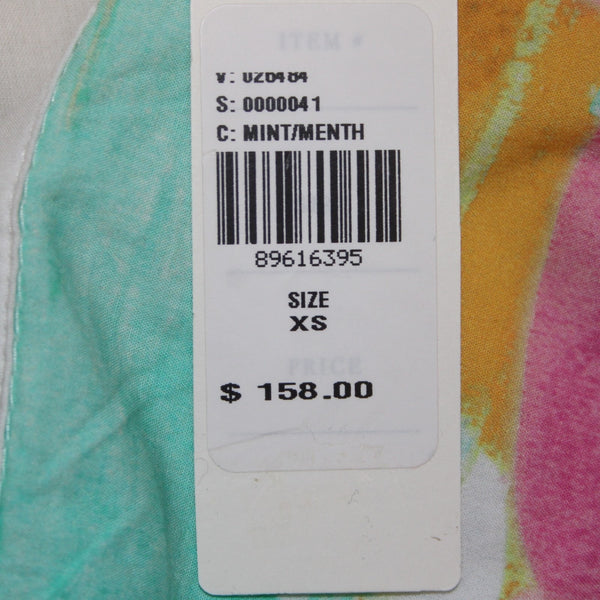 ITEM #
V: 026484
S: 0000041
C: MINT/MENTH
89616395
SIZE
XS
PRICE
$ 158.00